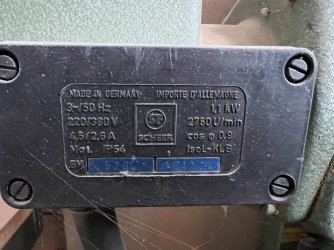 MADE IN GERMANY IMPORTE D'ALLEMAGNE
3~/50 Hz 1,1 kW
220/380 V 2750 U/min
4,5/2,6 A SCHEER cos φ 0,9
Mot. IP54 Isol.-Kl.B